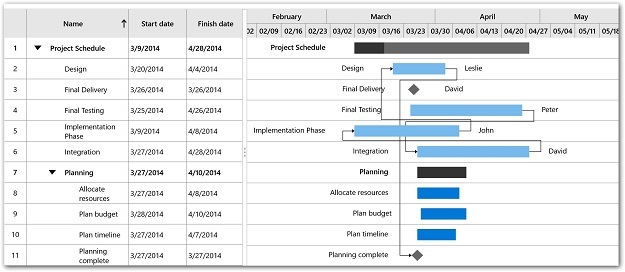 Name Start date Finish date
February March April May
02 02/09 02/16 02/23 03/02 03/09 03/16 03/23 03/30 04/06 04/13 04/20 04/27 05/04 05/11 05/18
1 Project Schedule 3/9/2014 4/28/2014 Project Schedule
2 Design 3/20/2014 4/4/2014 Design Leslie
3 Final Delivery 3/26/2014 3/26/2014 Final Delivery David
4 Final Testing 3/25/2014 4/26/2014 Final Testing Peter
5 Implementation
Phase 3/9/2014 4/8/2014 Implementation Phase John
6 Integration 3/27/2014 4/28/2014 Integration David
7 Planning 3/27/2014 4/10/2014 Planning
8 Allocate
resources 3/27/2014 4/8/2014 Allocate resources
9 Plan budget 3/28/2014 4/10/2014 Plan budget
10 Plan timeline 3/27/2014 4/7/2014 Plan timeline
11 Planning
complete 3/27/2014 3/27/2014 Planning complete